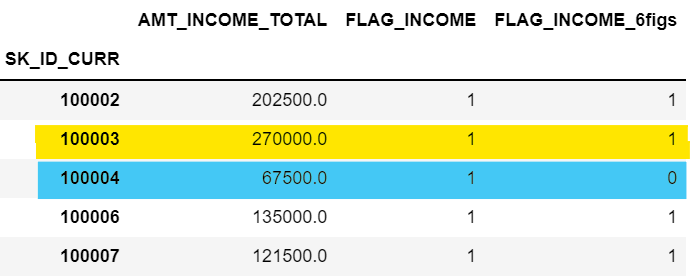 AMT_INCOME_TOTAL FLAG_INCOME FLAG_INCOME_6figs
SK_ID_CURR
100002 202500.0 1 1
100003 270000.0 1 1
100004 67500.0 1 0
100006 135000.0 1 1
100007 121500.0 1 1